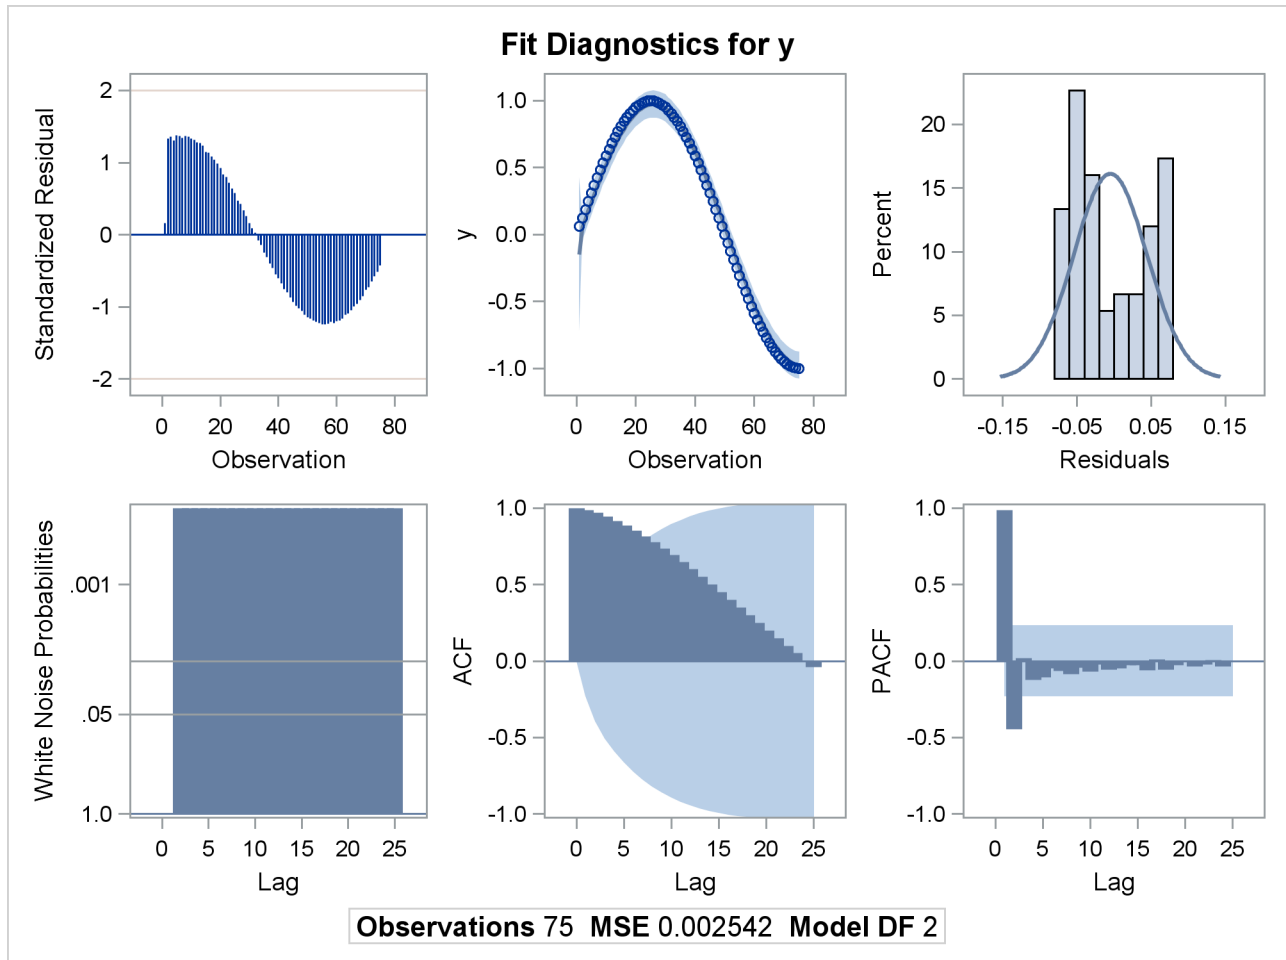 Fit Diagnostics for y
Standardized Residual
2
1
0
-1
-2
0 20 40 60 80
Observation
y
1.0
0.5
0.0
-0.5
-1.0
0 20 40 60 80
Observation
Percent
20
15
10
5
0
-0.15 -0.05 0.05 0.15
Residuals
White Noise Probabilities
.001
.05
1.0
0 5 10 15 20 25
Lag
ACF
1.0
0.5
0.0
-0.5
-1.0
0 5 10 15 20 25
Lag
PACF
1.0
0.5
0.0
-0.5
-1.0
0 5 10 15 20 25
Lag
Observations 75 MSE 0.002542 Model DF 2